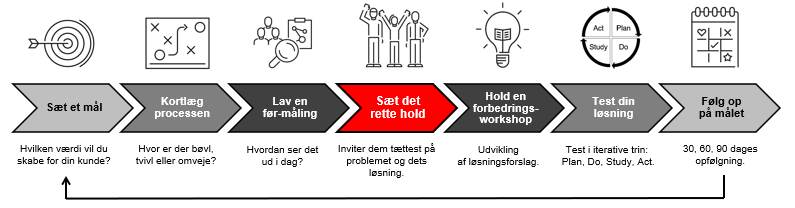 Act
Plan
Study
Do
Sæt et mål
Kortlæg
processen
Lav en
før-måling
Sæt det
rette hold
Hold en
forbedrings-
workshop
Test din
løsning
Følg op
på målet
Hvilken værdi vil du
skabe for din kunde?
Hvor er der bøvl,
tvivl eller omveje?
Hvordan ser det
ud i dag?
Inviter dem tættest på
problemet og dets
løsning.
Udvikling
af løsningsforslag.
Test i iterative trin:
Plan, Do, Study, Act.
30, 60, 90 dages
opfølgning.